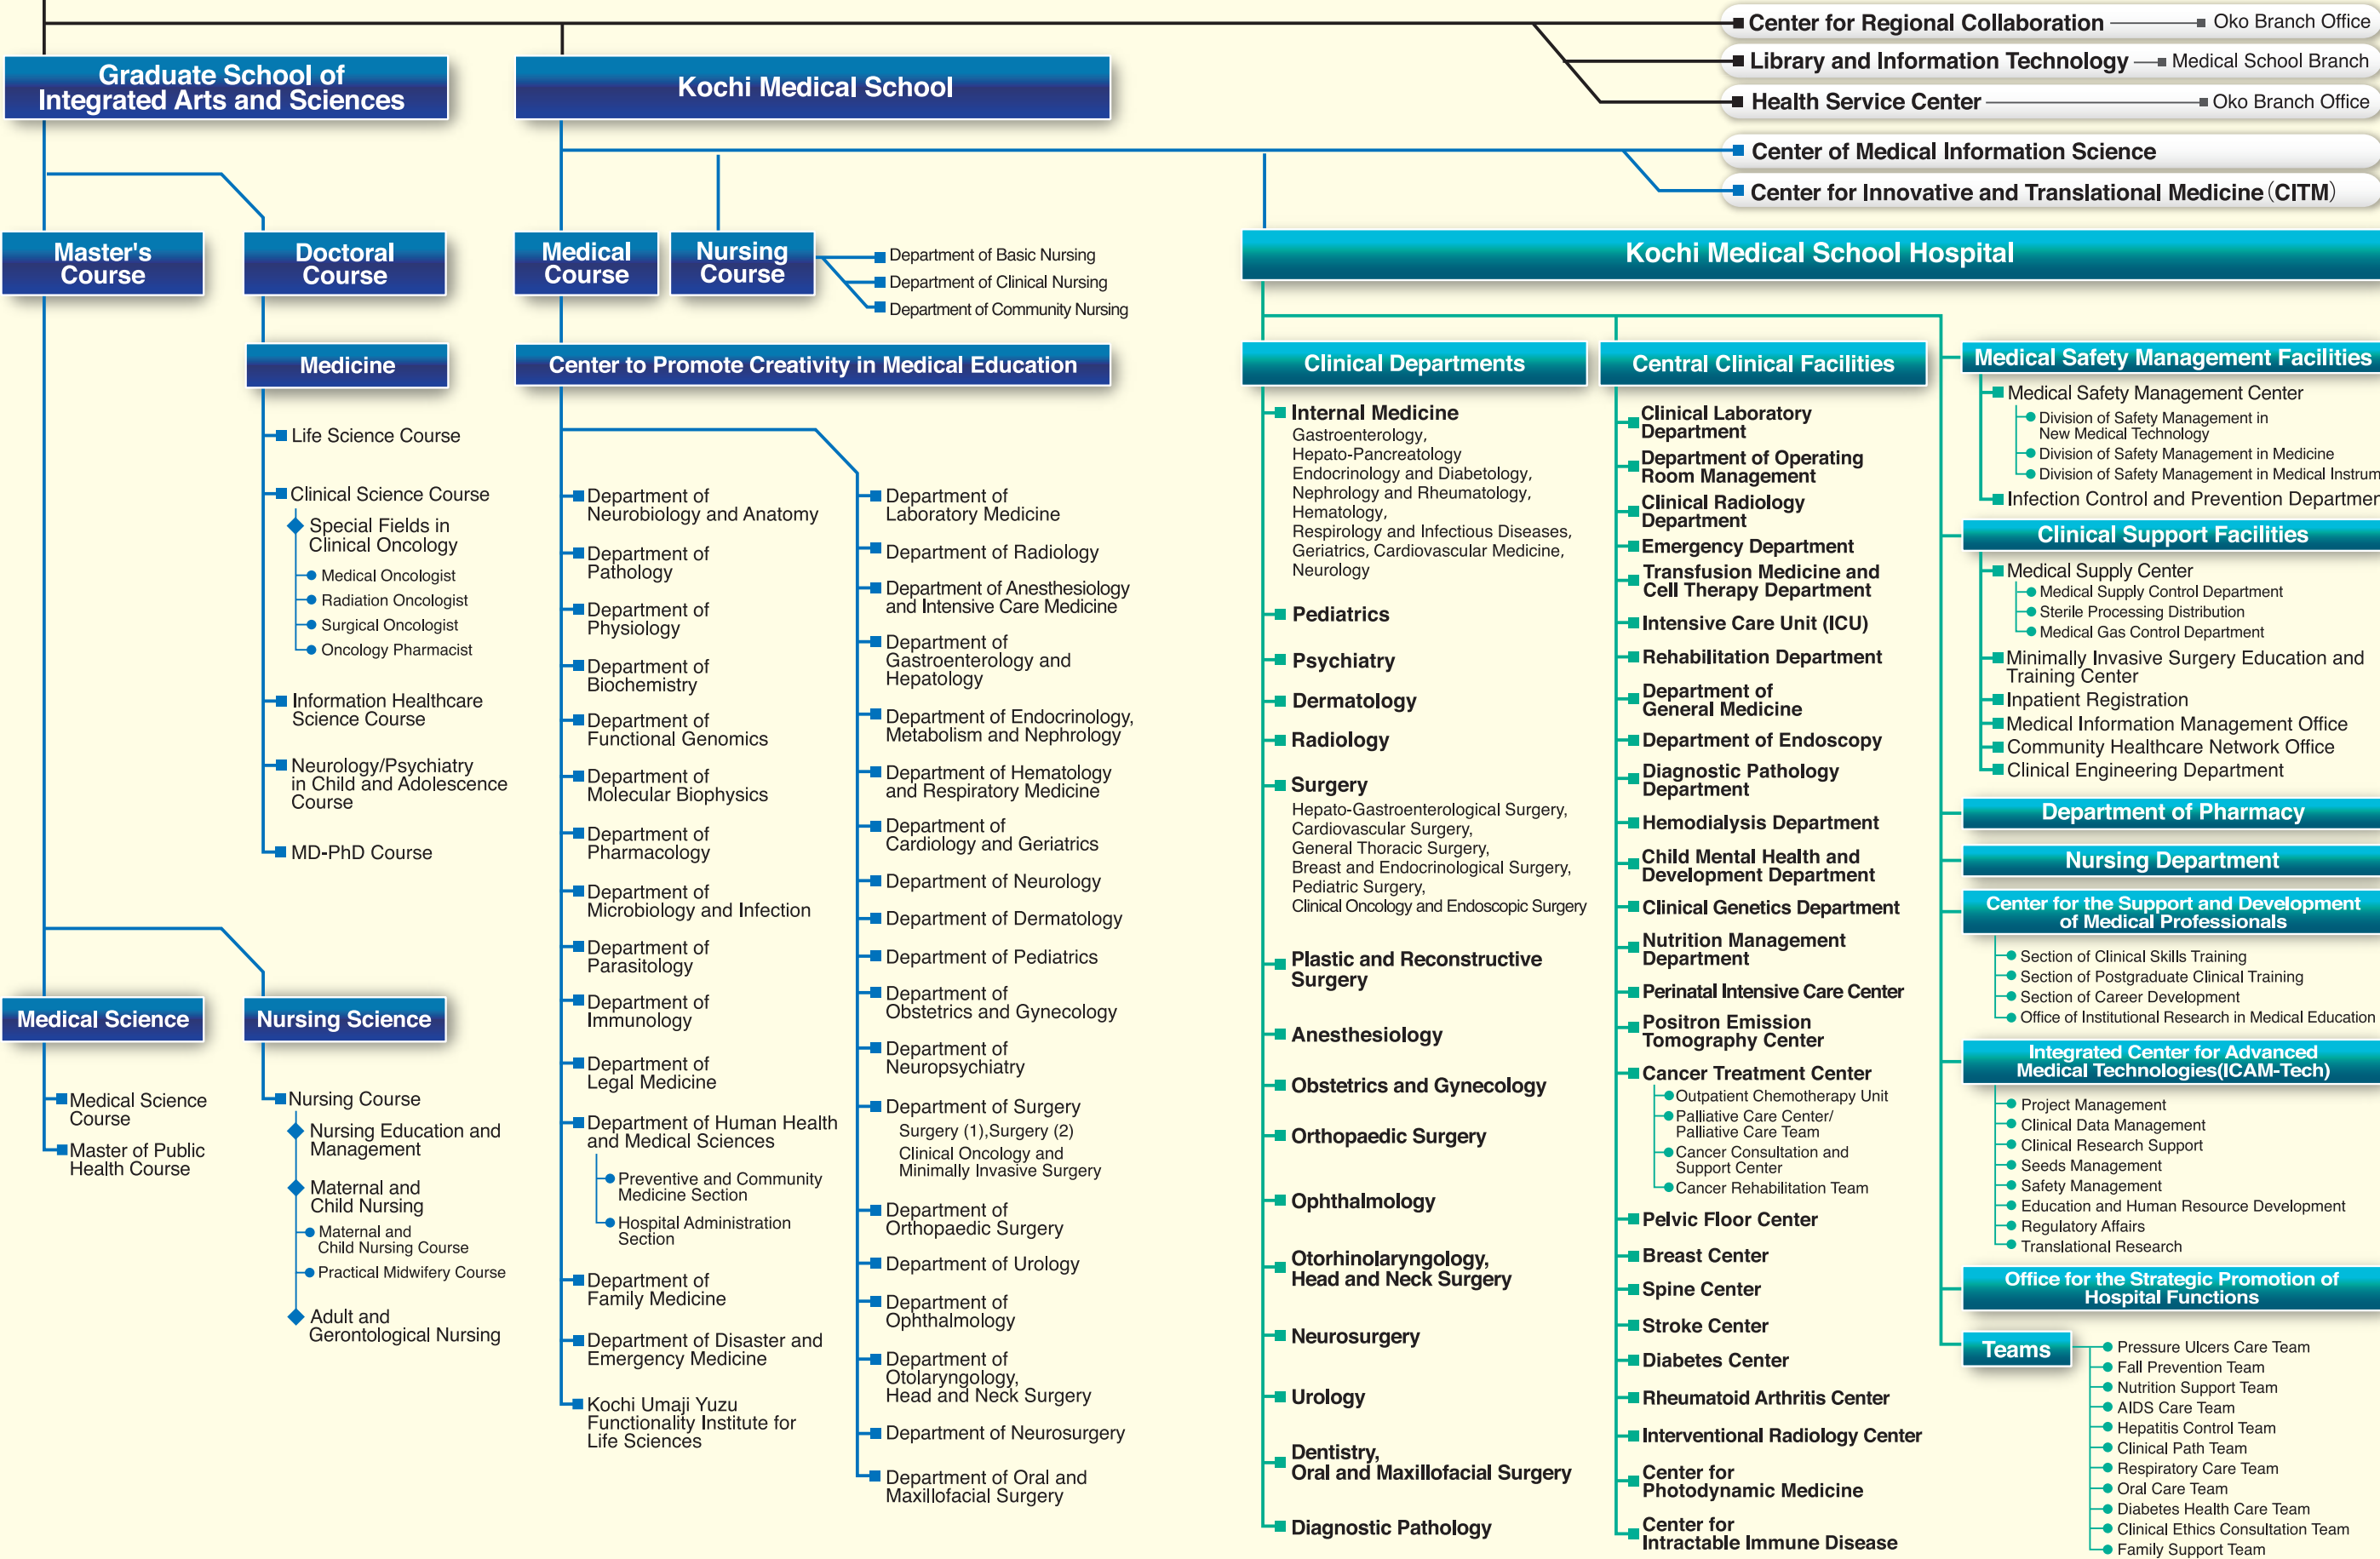 Center for Regional Collaboration
Oko Branch Office
Library and Information Technology
Medical School Branch
Health Service Center
Oko Branch Office
Center of Medical Information Science
Center for Innovative and Translational Medicine (CITM)
Graduate School of
Integrated Arts and Sciences
Kochi Medical School
Master's
Course
Doctoral
Course
Medicine
Life Science Course
Clinical Science Course
Special Fields in
Clinical Oncology
Medical Oncologist
Radiation Oncologist
Surgical Oncologist
Oncology Pharmacist
Information Healthcare
Science Course
Neurology/Psychiatry
in Child and Adolescence
Course
MD-PhD Course
Medical Science
Medical Science
Course
Master of Public
Health Course
Nursing Science
Nursing Course
Nursing Education and
Management
Maternal and
Child Nursing
Maternal and
Child Nursing Course
Practical Midwifery Course
Adult and
Gerontological Nursing
Medical
Course
Nursing
Course
Department of Basic Nursing
Department of Clinical Nursing
Department of Community Nursing
Center to Promote Creativity in Medical Education
Department of
Neurobiology and Anatomy
Department of
Pathology
Department of
Physiology
Department of
Biochemistry
Department of
Functional Genomics
Department of
Molecular Biophysics
Department of
Pharmacology
Department of
Microbiology and Infection
Department of
Parasitology
Department of
Immunology
Department of
Legal Medicine
Department of Human Health
and Medical Sciences
Preventive and Community
Medicine Section
Hospital Administration
Section
Department of
Family Medicine
Department of Disaster and
Emergency Medicine
Kochi Umaji Yuzu
Functionality Institute for
Life Sciences
Department of
Laboratory Medicine
Department of Radiology
Department of Anesthesiology
and Intensive Care Medicine
Department of
Gastroenterology and
Hepatology
Department of Endocrinology,
Metabolism and Nephrology
Department of Hematology
and Respiratory Medicine
Department of
Cardiology and Geriatrics
Department of Neurology
Department of Dermatology
Department of Pediatrics
Department of
Obstetrics and Gynecology
Department of
Neuropsychiatry
Department of Surgery
Surgery (1),Surgery (2)
Clinical Oncology and
Minimally Invasive Surgery
Department of
Orthopaedic Surgery
Department of Urology
Department of
Ophthalmology
Department of
Otolaryngology,
Head and Neck Surgery
Department of Neurosurgery
Department of Oral and
Maxillofacial Surgery
Kochi Medical School Hospital
Clinical Departments
Internal Medicine
Gastroenterology,
Hepato-Pancreatology
Endocrinology and Diabetology,
Nephrology and Rheumatology,
Hematology,
Respirology and Infectious Diseases,
Geriatrics, Cardiovascular Medicine,
Neurology
Pediatrics
Psychiatry
Dermatology
Radiology
Surgery
Hepato-Gastroenterological Surgery,
Cardiovascular Surgery,
General Thoracic Surgery,
Breast and Endocrinological Surgery,
Pediatric Surgery,
Clinical Oncology and Endoscopic Surgery
Plastic and Reconstructive
Surgery
Anesthesiology
Obstetrics and Gynecology
Orthopaedic Surgery
Ophthalmology
Otorhinolaryngology,
Head and Neck Surgery
Neurosurgery
Urology
Dentistry,
Oral and Maxillofacial Surgery
Diagnostic Pathology
Central Clinical Facilities
Clinical Laboratory
Department
Department of Operating
Room Management
Clinical Radiology
Department
Emergency Department
Transfusion Medicine and
Cell Therapy Department
Intensive Care Unit (ICU)
Rehabilitation Department
Department of
General Medicine
Department of Endoscopy
Diagnostic Pathology
Department
Hemodialysis Department
Child Mental Health and
Development Department
Clinical Genetics Department
Nutrition Management
Department
Perinatal Intensive Care Center
Positron Emission
Tomography Center
Cancer Treatment Center
Outpatient Chemotherapy Unit
Palliative Care Center/
Palliative Care Team
Cancer Consultation and
Support Center
Cancer Rehabilitation Team
Pelvic Floor Center
Breast Center
Spine Center
Stroke Center
Diabetes Center
Rheumatoid Arthritis Center
Interventional Radiology Center
Center for
Photodynamic Medicine
Center for
Intractable Immune Disease
Medical Safety Management Facilities
Medical Safety Management Center
Division of Safety Management in
New Medical Technology
Division of Safety Management in Medicine
Division of Safety Management in Medical Instrum
Infection Control and Prevention Departmen
Clinical Support Facilities
Medical Supply Center
Medical Supply Control Department
Sterile Processing Distribution
Medical Gas Control Department
Minimally Invasive Surgery Education and
Training Center
Inpatient Registration
Medical Information Management Office
Community Healthcare Network Office
Clinical Engineering Department
Department of Pharmacy
Nursing Department
Center for the Support and Development
of Medical Professionals
Section of Clinical Skills Training
Section of Postgraduate Clinical Training
Section of Career Development
Office of Institutional Research in Medical Education
Integrated Center for Advanced
Medical Technologies(ICAM-Tech)
Project Management
Clinical Data Management
Clinical Research Support
Seeds Management
Safety Management
Education and Human Resource Development
Regulatory Affairs
Translational Research
Office for the Strategic Promotion of
Hospital Functions
Teams
Pressure Ulcers Care Team
Fall Prevention Team
Nutrition Support Team
AIDS Care Team
Hepatitis Control Team
Clinical Path Team
Respiratory Care Team
Oral Care Team
Diabetes Health Care Team
Clinical Ethics Consultation Team
Family Support Team